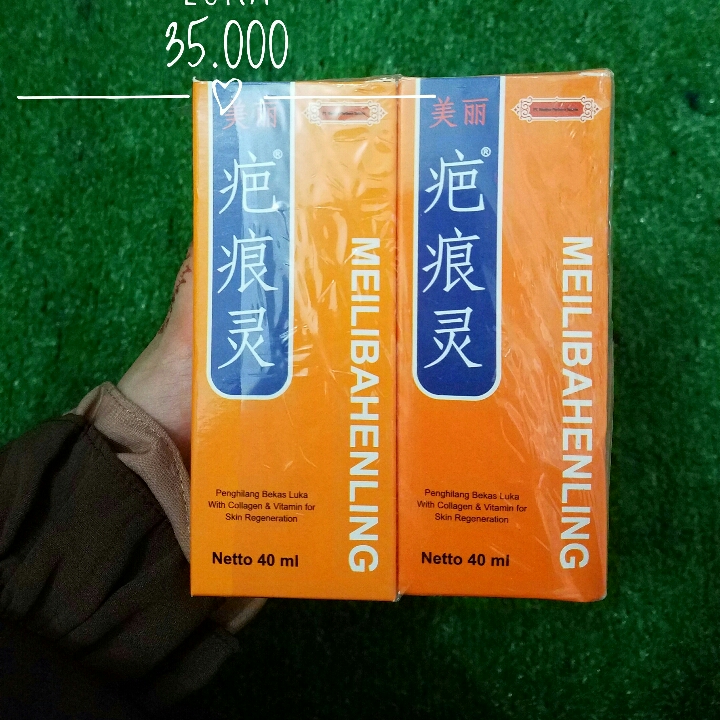 35.000
美丽
疤痕灵®
MEILIBAHENLING
Penghilang Bekas Luka
With Collagen & Vitamin for
Skin Regeneration
Netto 40 ml
美丽
疤痕灵®
MEILIBAHENLING
Penghilang Bekas Luka
With Collagen & Vitamin for
Skin Regeneration
Netto 40 ml